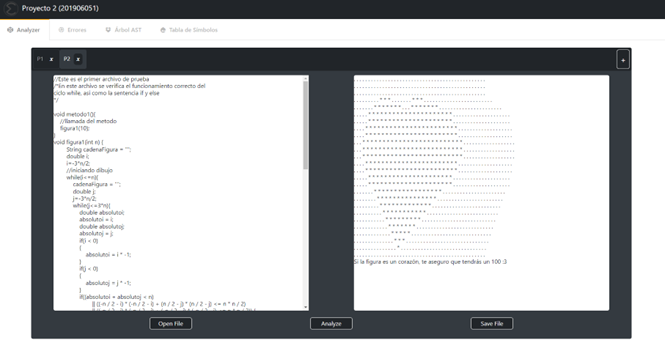 Proyecto 2 (201906051)
Analyzer
Errores
Árbol AST
Tabla de Simbolos
P1 x
P2 x
+
//Este es el primer archivo de prueba
/*En este archivo se verifica el funcionamiento correcto del
ciclo while, asi como la sentencia if y else
*/
void metodo1(){
//llamada del metodo
figura1(10);
}
void figura1(int n) {
String cadenaFigura = "";
double i;
i=-3*n/2;
//iniciando dibujo
while(i<=n){
cadenaFigura = "";
double j;
j=-3*n/2;
while(j<=3*n){
double absolutoi;
absolutoi = i;
double absolutoj;
absolutoj = j;
if(i < 0)
{
absolutoi = i * -1;
}
if(j < 0)
{
absolutoj = j * -1;
}
if((absolutoi + absolutoj < n)
|| ((-n / 2 - i) * (-n / 2 - i) + (n / 2 - j) * (n / 2 - j) <= n * n / 2)
Si la figura es un corazón, te aseguro que tendrás un 100 :3
Open File
Analyze
Save File